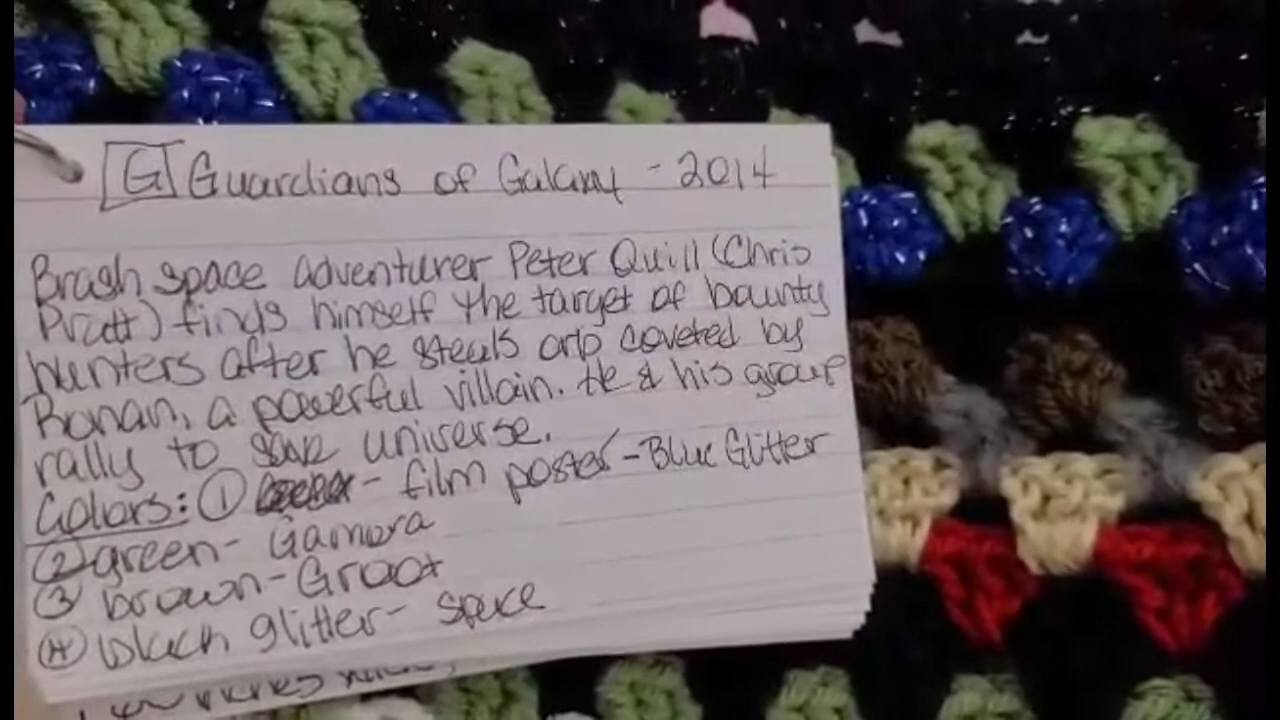 G Guardians of Galaxy - 2014
Brash space adventurer Peter Quill (Chris
Pratt) finds himself the target of bounty
hunters after he steals orb coveted by
Ronan, a powerful villain. He & his group
rally to save universe.
Colors: ① - film poster - Blue Glitter
② green - Gamora
③ brown - Groot
④ black glitter - space